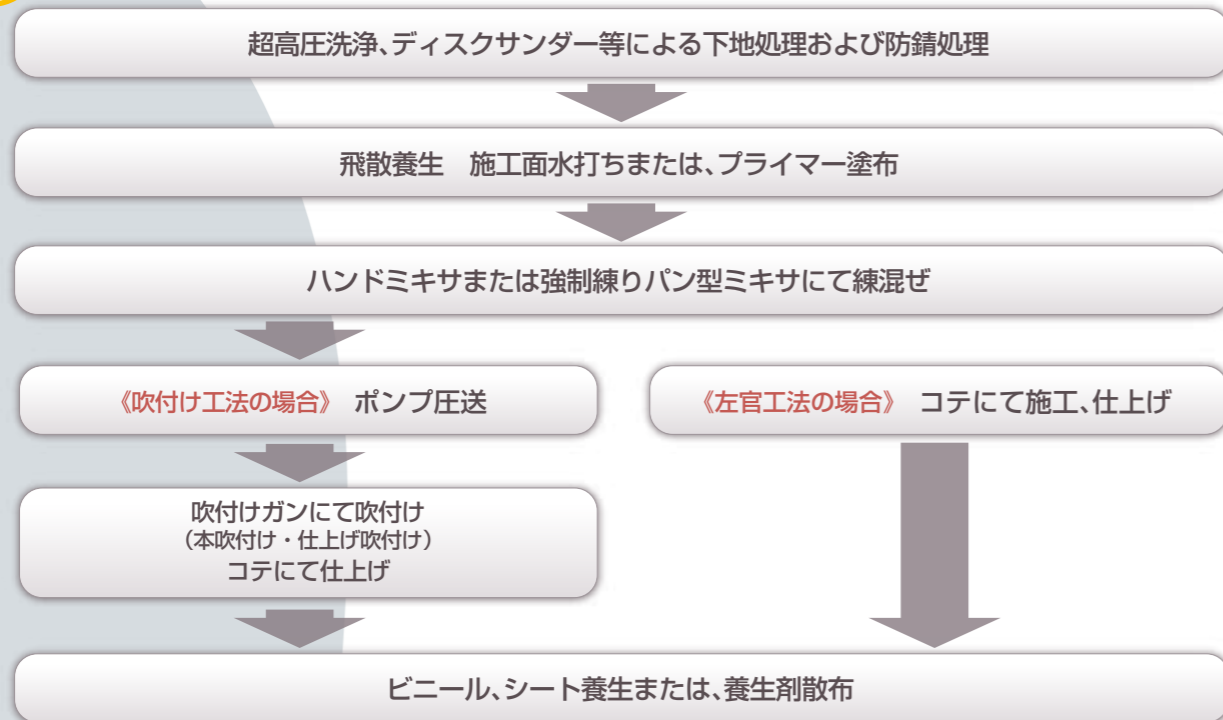 超高圧洗浄、ディスクサンダー等による下地処理および防錆処理
飛散養生　施工面水打ちまたは、プライマー塗布
ハンドミキサまたは強制練りパン型ミキサにて練混ぜ
《吹付け工法の場合》 ポンプ圧送
《左官工法の場合》 コテにて施工、仕上げ
吹付けガンにて吹付け
（本吹付け・仕上げ吹付け）
コテにて仕上げ
ビニール、シート養生または、養生剤散布